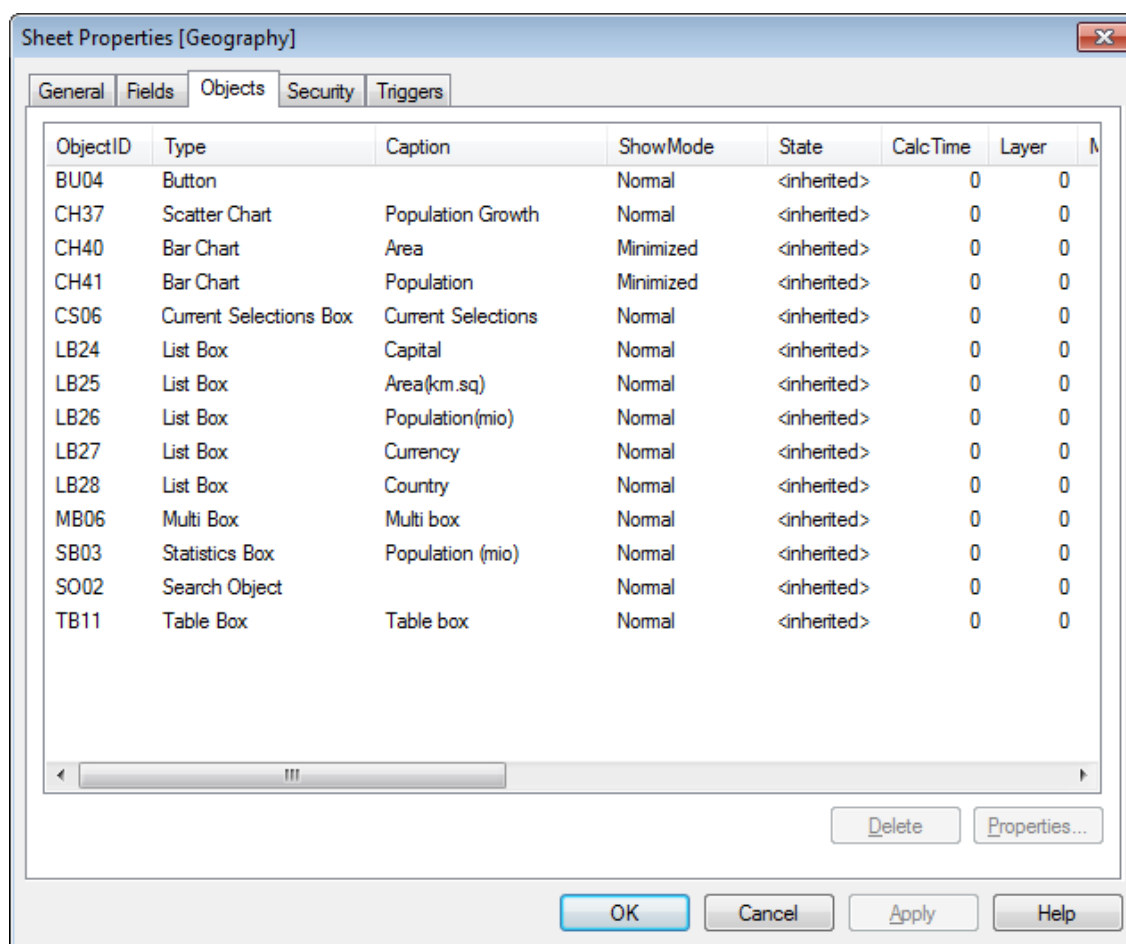 Sheet Properties [Geography]
General Fields Objects Security Triggers
ObjectID Type Caption ShowMode State CalcTime Layer
BU04 Button Normal <inherited> 0 0
CH37 Scatter Chart Population Growth Normal <inherited> 0 0
CH40 Bar Chart Area Minimized <inherited> 0 0
CH41 Bar Chart Population Minimized <inherited> 0 0
CS06 Current Selections Box Current Selections Normal <inherited> 0 0
LB24 List Box Capital Normal <inherited> 0 0
LB25 List Box Area(km.sq) Normal <inherited> 0 0
LB26 List Box Population(mio) Normal <inherited> 0 0
LB27 List Box Currency Normal <inherited> 0 0
LB28 List Box Country Normal <inherited> 0 0
MB06 Multi Box Multi box Normal <inherited> 0 0
SB03 Statistics Box Population (mio) Normal <inherited> 0 0
SO02 Search Object Normal <inherited> 0 0
TB11 Table Box Table box Normal <inherited> 0 0
Delete Properties...
OK Cancel Apply Help